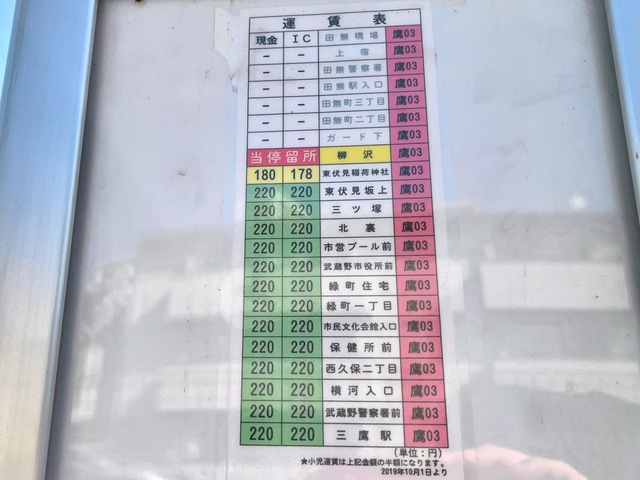 運賃表
現金 IC 田無橋場 鷹03
− − 上宿 鷹03
− − 田無警察署 鷹03
− − 田無駅入口 鷹03
− − 田無町三丁目 鷹03
− − 田無町二丁目 鷹03
− − ガード下 鷹03
当停留所 柳沢 鷹03
180 178 東伏見稲荷神社 鷹03
220 220 東伏見坂上 鷹03
220 220 三ツ塚 鷹03
220 220 北裏 鷹03
220 220 市営プール前 鷹03
220 220 武蔵野市役所前 鷹03
220 220 緑町住宅 鷹03
220 220 緑町一丁目 鷹03
220 220 市民文化会館入口 鷹03
220 220 保健所前 鷹03
220 220 西久保二丁目 鷹03
220 220 横河入口 鷹03
220 220 武蔵野警察署前 鷹03
220 220 三鷹駅 鷹03
(単位：円)
★小児運賃は上記金額の半額になります。
2019年10月1日より